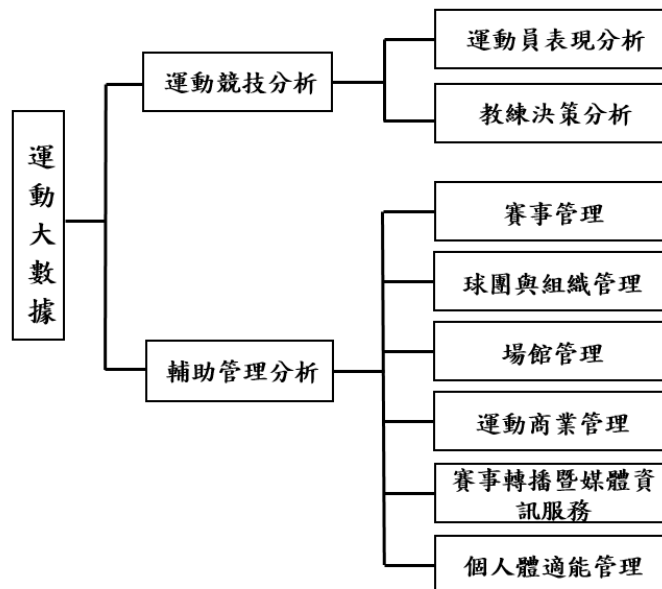 運動大數據
運動競技分析
運動員表現分析
教練決策分析
輔助管理分析
賽事管理
球團與組織管理
場館管理
運動商業管理
賽事轉播暨媒體資
訊服務
個人體適能管理